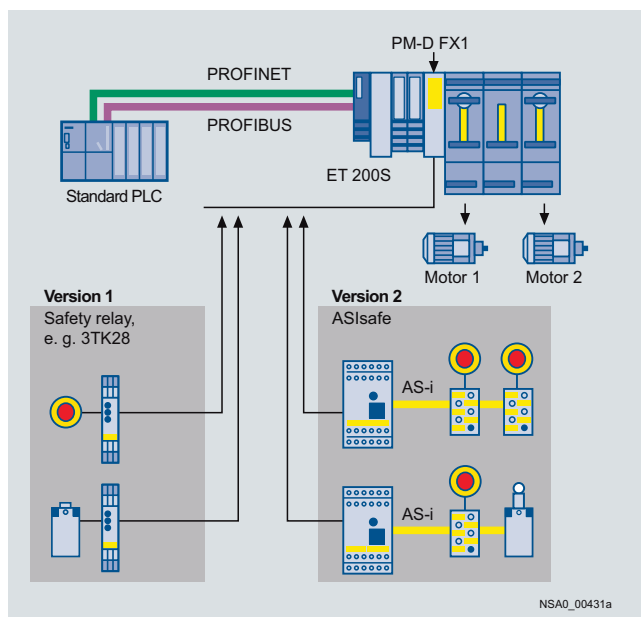 PM-D FX1
PROFINET
PROFIBUS
ET 200S
Standard PLC
Motor 1
Motor 2
Version 1
Safety relay,
e. g. 3TK28
Version 2
ASIsafe
AS-i
AS-i
NSA0_00431a